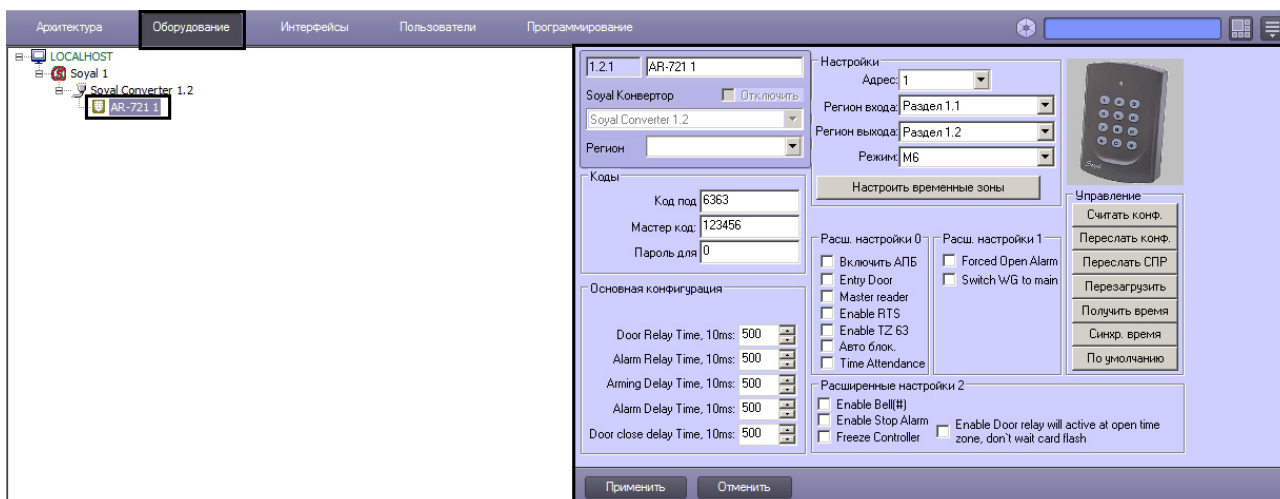 Архитектура Оборудование Интерфейсы Пользователи Программирование
LOCALHOST
Soyal 1
Soyal Converter 1.2
AR-721 1
1.2.1 AR-721 1
Soyal Конвертор Отключить
Soyal Converter 1.2
Регион
Коды
Код под 6363
Мастер код: 123456
Пароль для 0
Основная конфигурация
Door Relay Time, 10ms: 500
Alarm Relay Time, 10ms: 500
Arming Delay Time, 10ms: 500
Alarm Delay Time, 10ms: 500
Door close delay Time, 10ms: 500
Настройки
Адрес: 1
Регион входа: Раздел 1.1
Регион выхода: Раздел 1.2
Режим: M6
Настроить временные зоны
Расш. настройки 0
Включить АПБ
Entry Door
Master reader
Enable RTS
Enable TZ 63
Авто блок.
Time Attendance
Расш. настройки 1
Forced Open Alarm
Switch WG to main
Расширенные настройки 2
Enable Bell(#)
Enable Stop Alarm
Freeze Controller
Enable Door relay will active at open time
zone, don`t wait card flash
Soyal
Управление
Считать конф.
Переслать конф.
Переслать СПР
Перезагрузить
Получить время
Синхр. время
По умолчанию
Применить Отменить